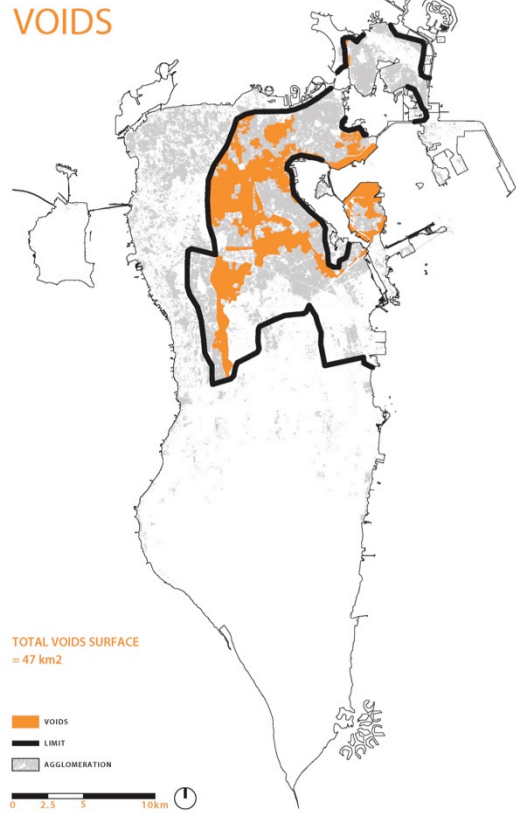 VOIDS
TOTAL VOIDS SURFACE
= 47 km2
VOIDS
LIMIT
AGGLOMERATION
0 2.5 5 10km